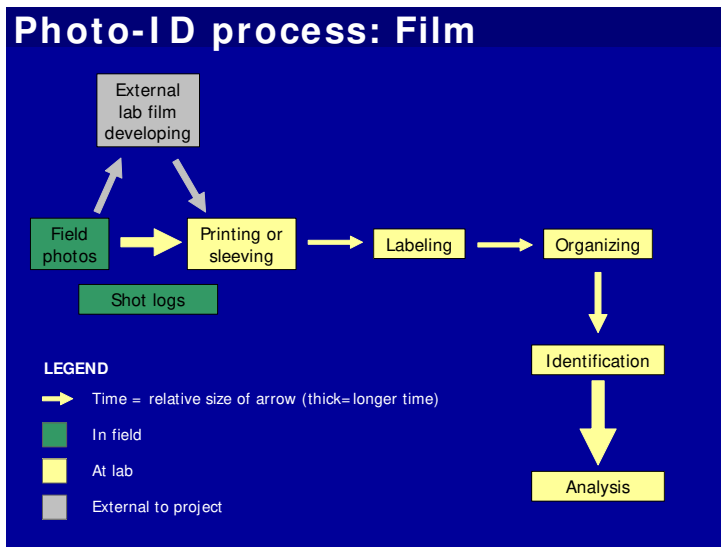 Photo-ID process: Film
External
lab film
developing
Field
photos
Printing or
sleeving
Labeling
Organizing
Shot logs
Identification
LEGEND
Time = relative size of arrow (thick=longer time)
In field
At lab
Analysis
External to project